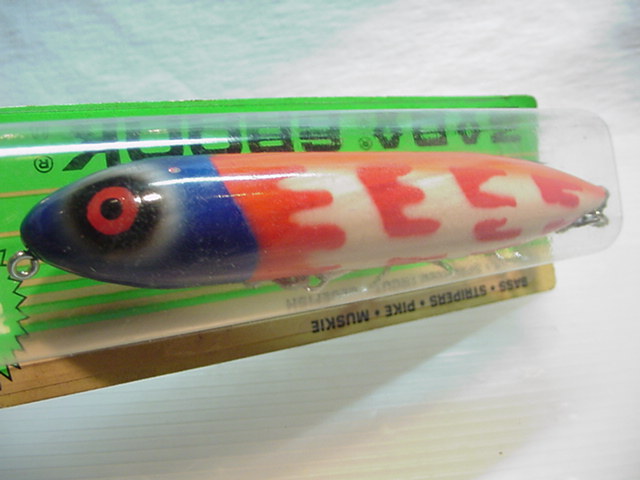 BASS • STRIPERS • PIKE • MUSKIE
ZARA® SPOOK®